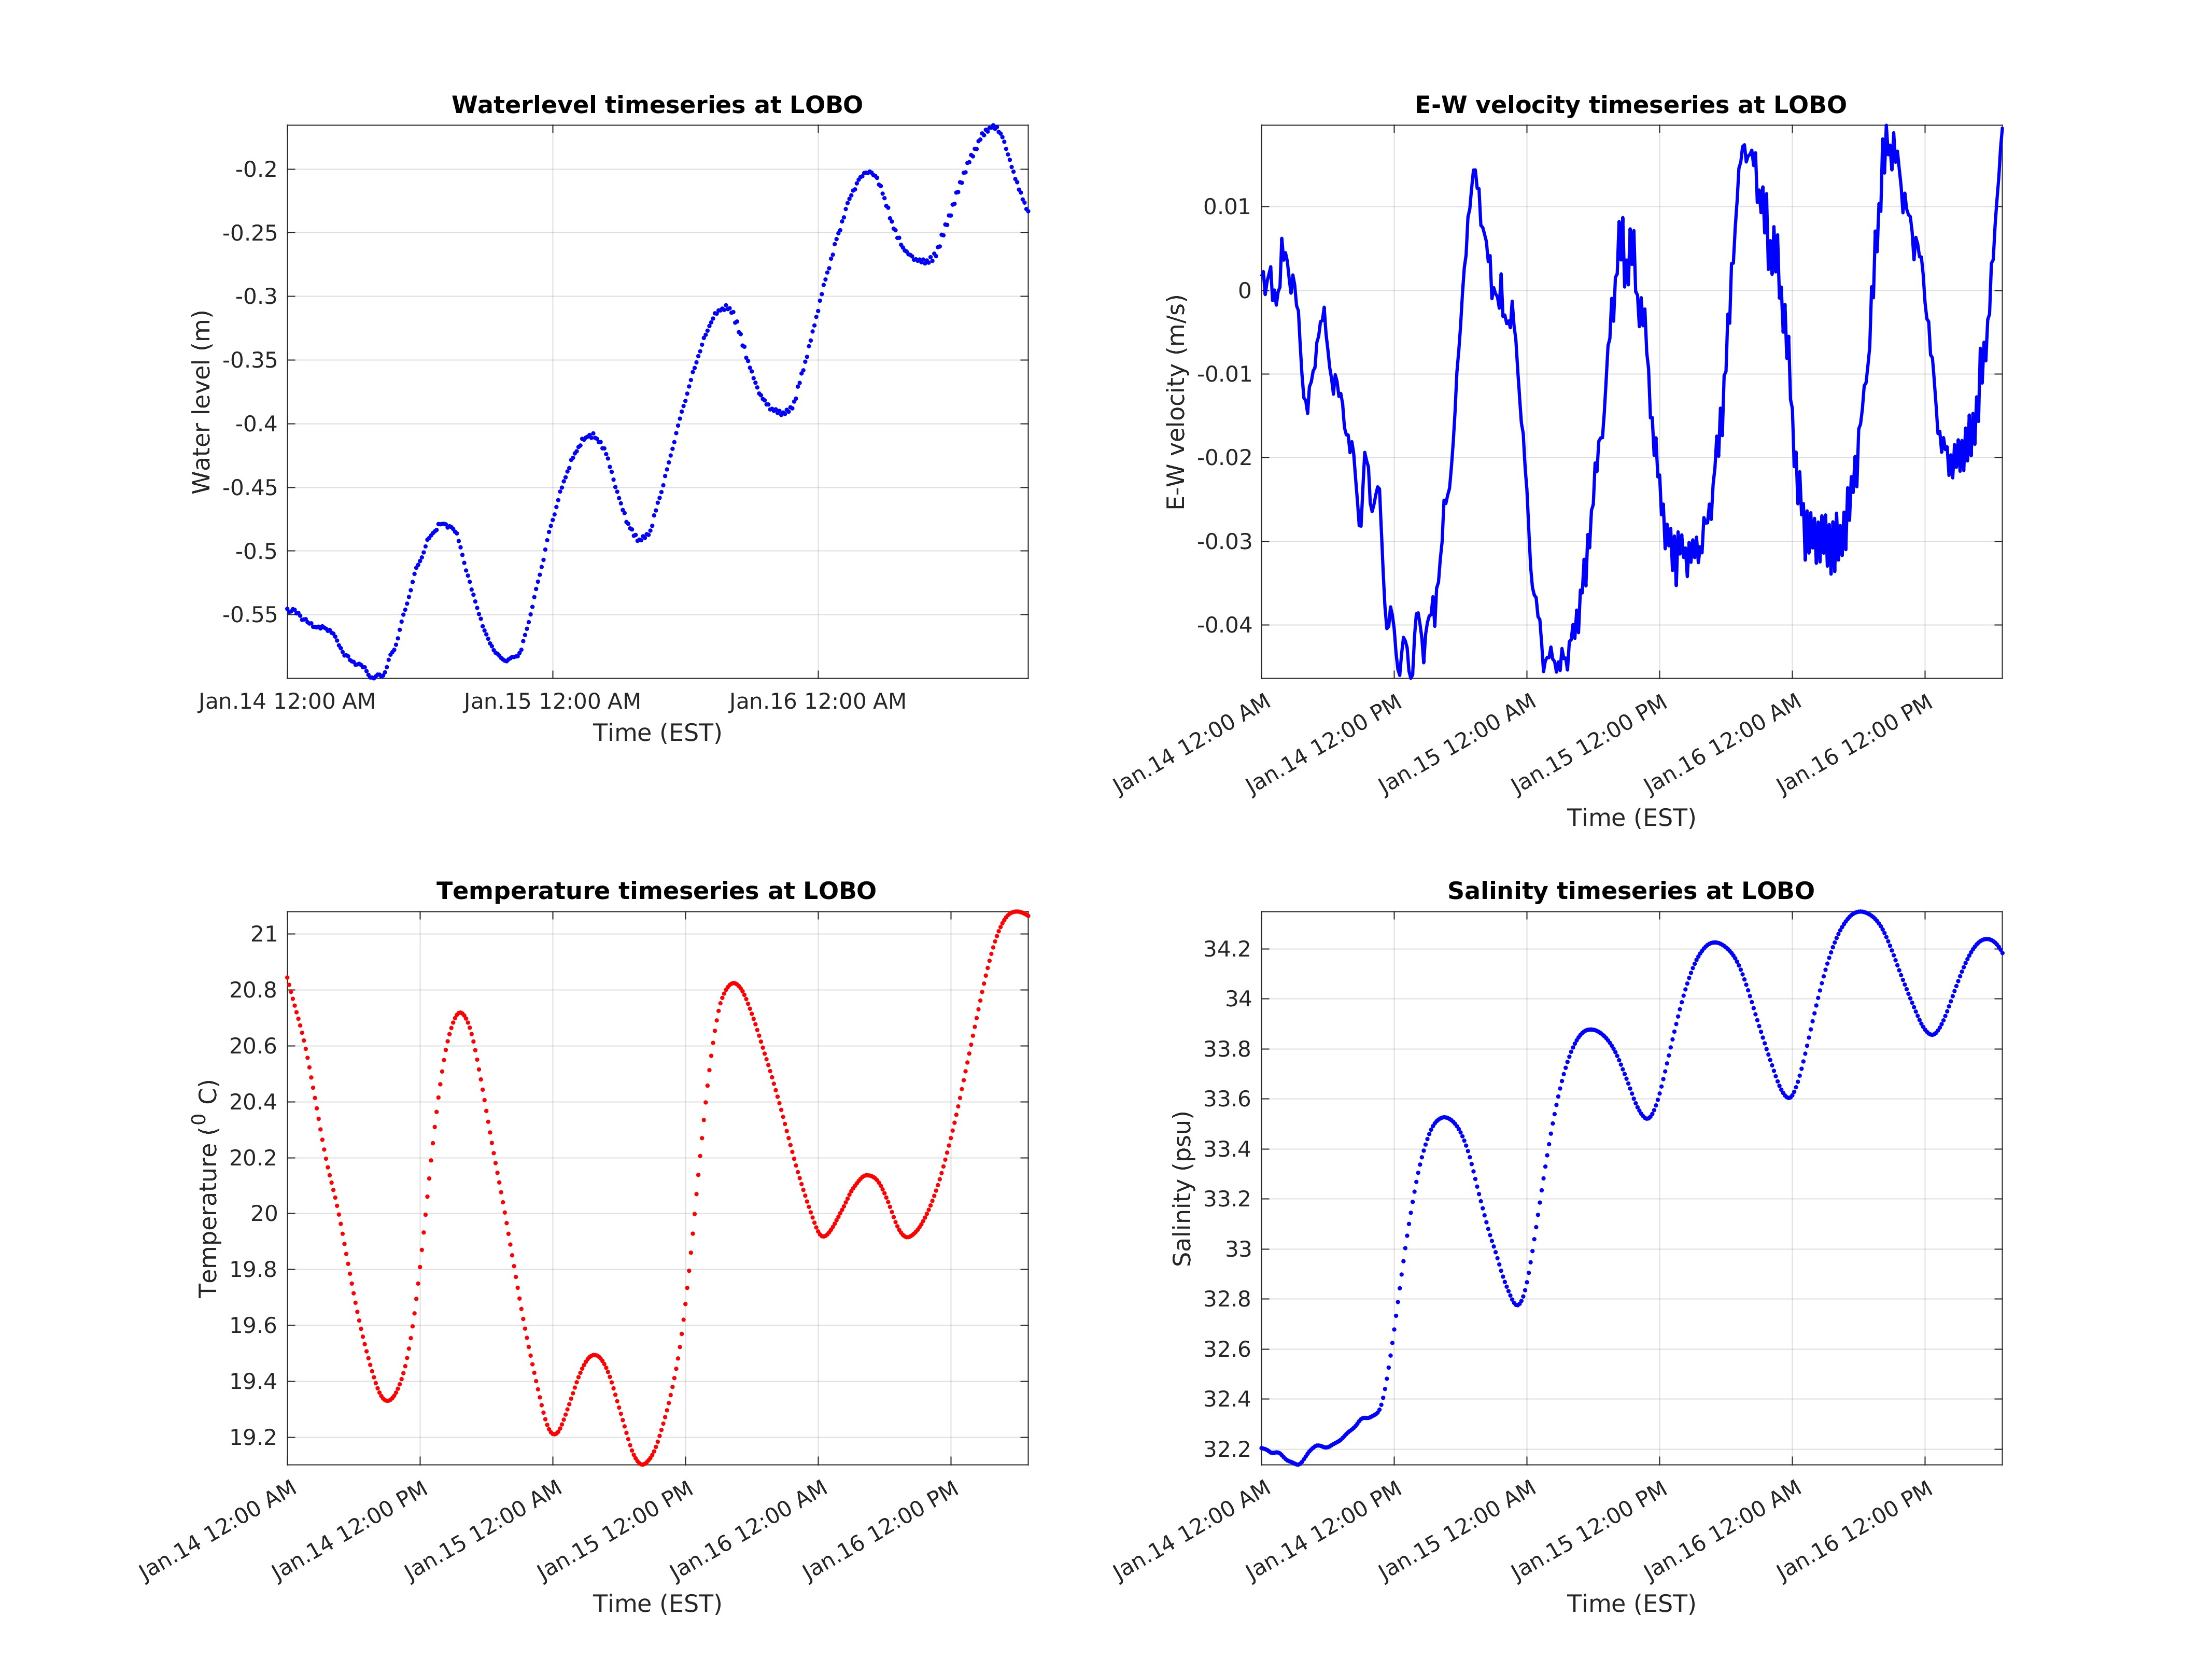 Waterlevel timeseries at LOBO
-0.2
-0.25
-0.3
-0.35
-0.4
-0.45
-0.5
-0.55
Water level (m)
Jan.14 12:00 AM
Jan.15 12:00 AM
Jan.16 12:00 AM
Time (EST)
E-W velocity timeseries at LOBO
0.01
0
-0.01
-0.02
-0.03
-0.04
E-W velocity (m/s)
Jan.14 12:00 AM
Jan.14 12:00 PM
Jan.15 12:00 AM
Jan.15 12:00 PM
Jan.16 12:00 AM
Jan.16 12:00 PM
Time (EST)
Temperature timeseries at LOBO
21
20.8
20.6
20.4
20.2
20
19.8
19.6
19.4
19.2
Temperature (⁰ C)
Jan.14 12:00 AM
Jan.14 12:00 PM
Jan.15 12:00 AM
Jan.15 12:00 PM
Jan.16 12:00 AM
Jan.16 12:00 PM
Time (EST)
Salinity timeseries at LOBO
34.2
34
33.8
33.6
33.4
33.2
33
32.8
32.6
32.4
32.2
Salinity (psu)
Jan.14 12:00 AM
Jan.14 12:00 PM
Jan.15 12:00 AM
Jan.15 12:00 PM
Jan.16 12:00 AM
Jan.16 12:00 PM
Time (EST)